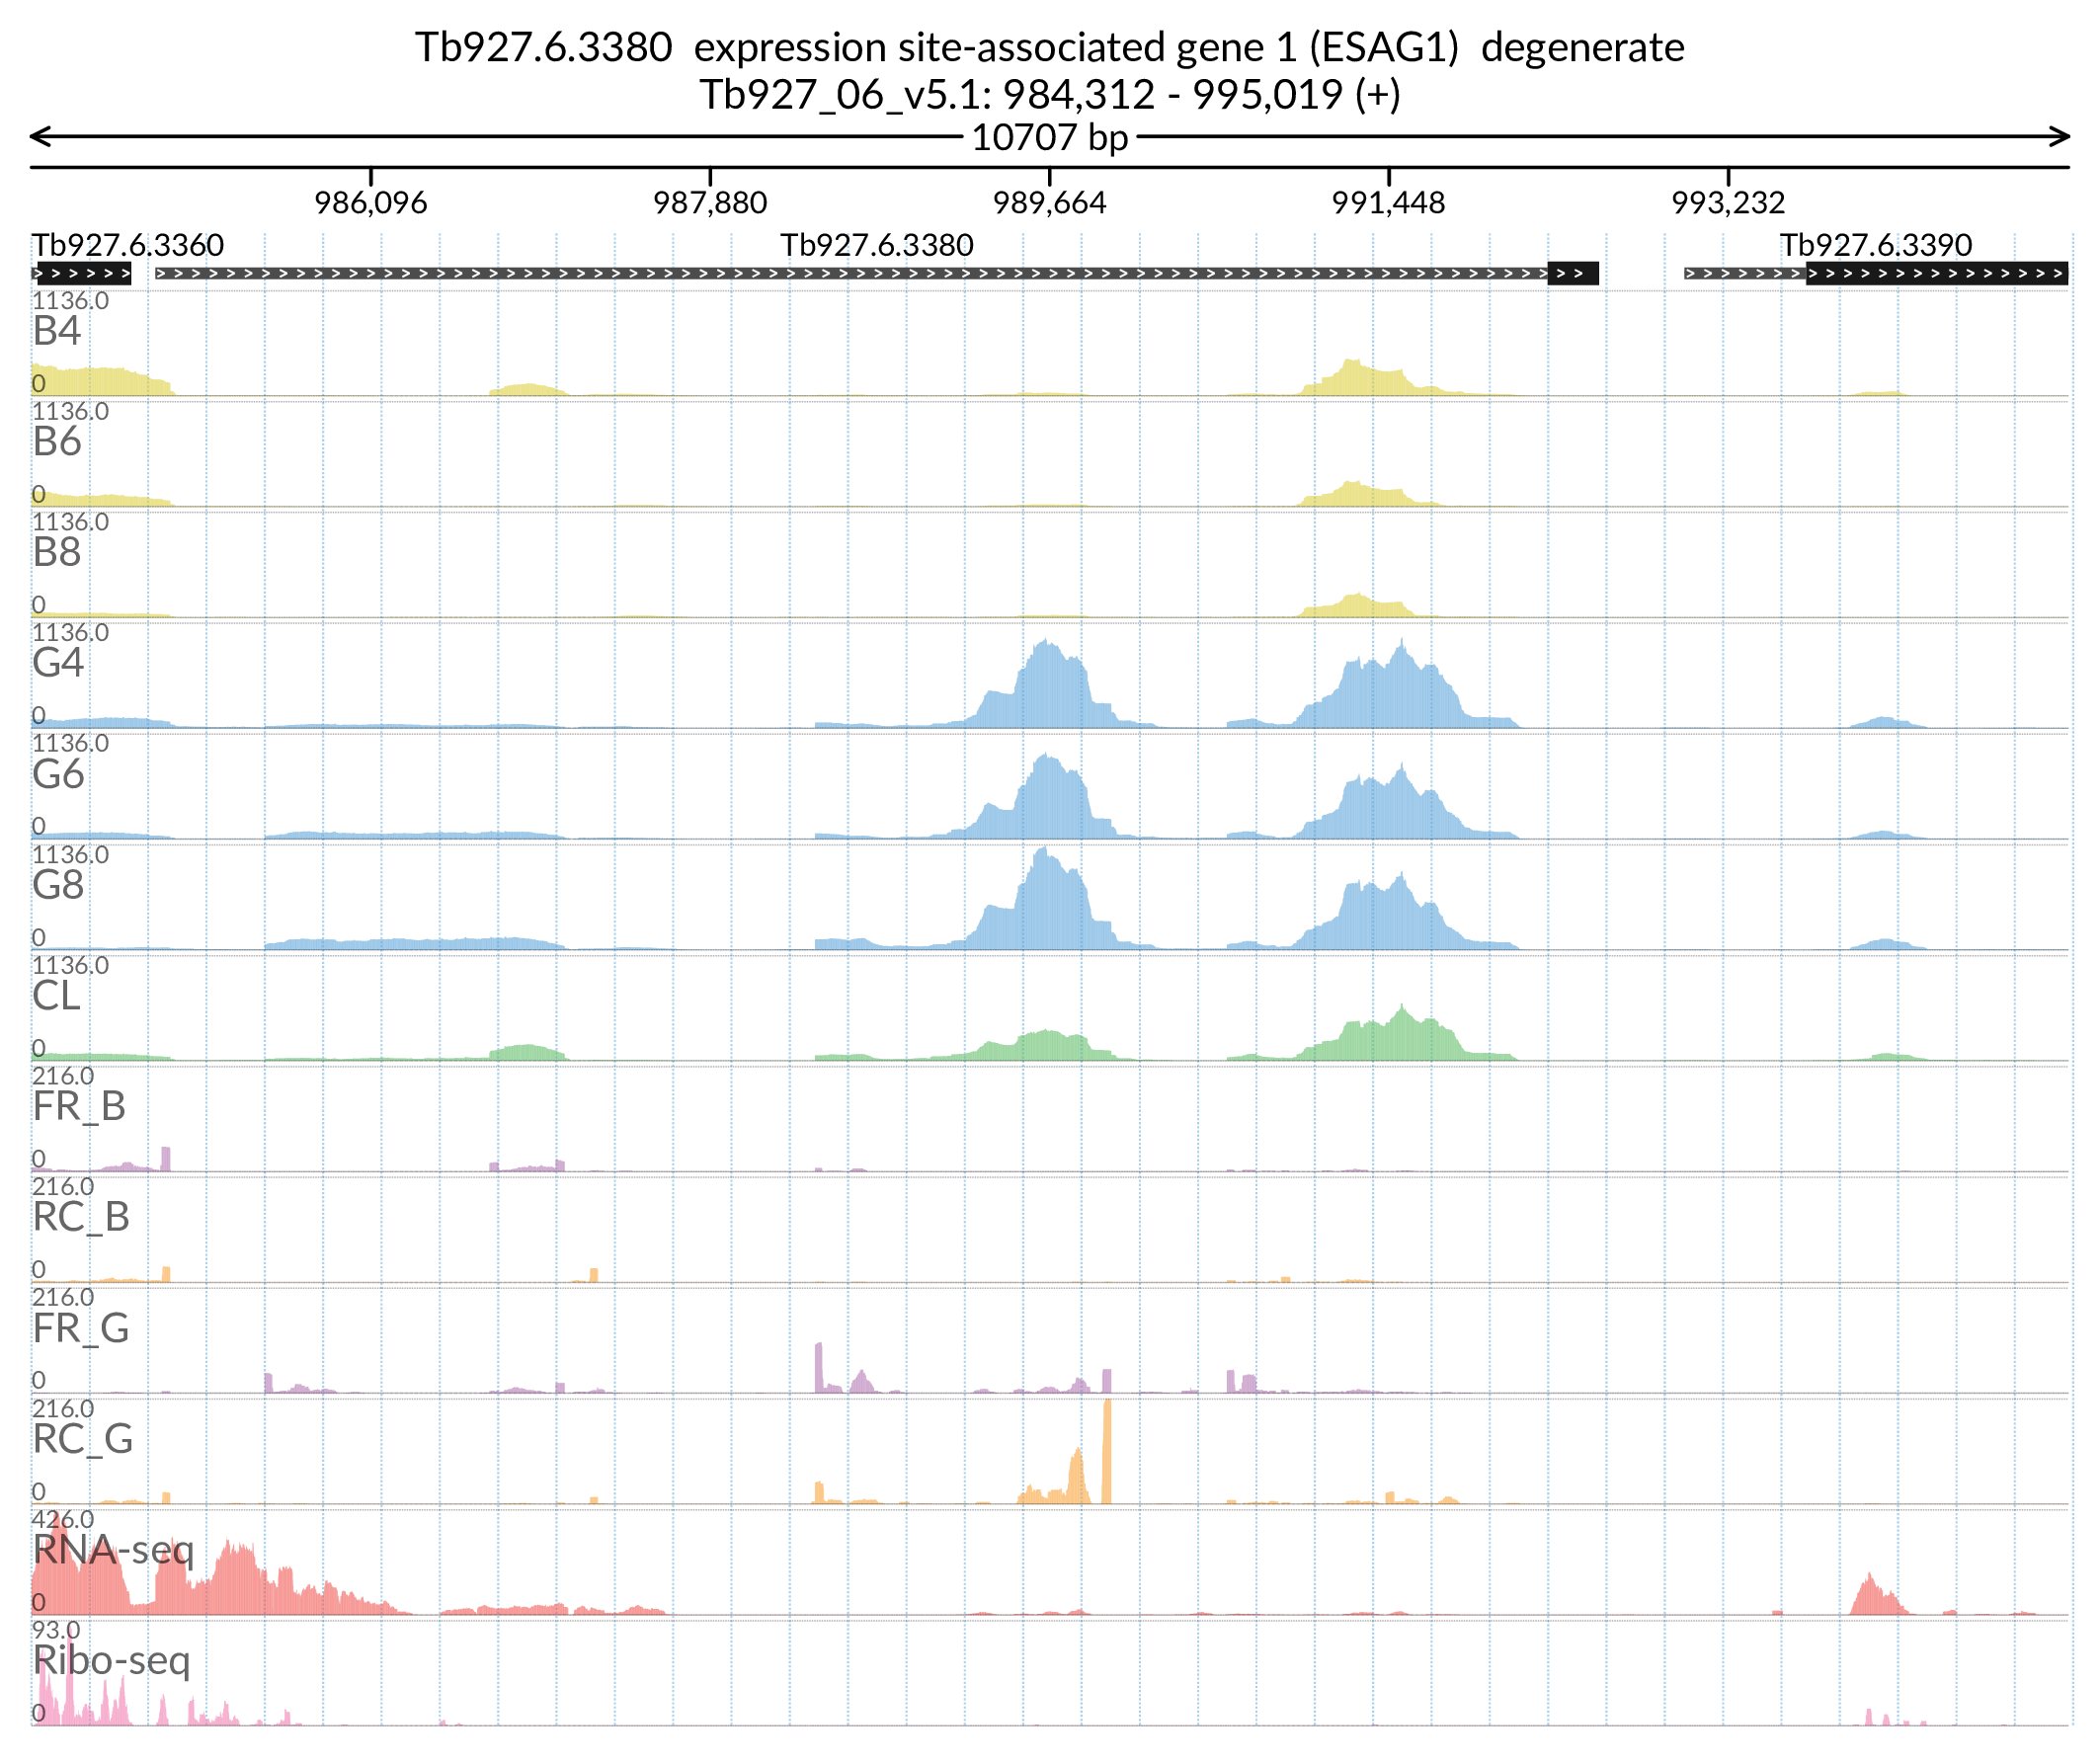 Tb927.6.3380 expression site-associated gene 1 (ESAG1) degenerate
Tb927_06_v5.1: 984,312 - 995,019 (+)
10707 bp
986,096 987,880 989,664 991,448 993,232
Tb927.6.3360 Tb927.6.3380 Tb927.6.3390
1136.0
B4
0
1136.0
B6
0
1136.0
B8
0
1136.0
G4
0
1136.0
G6
0
1136.0
G8
0
1136.0
CL
0
216.0
FR_B
0
216.0
RC_B
0
216.0
FR_G
0
216.0
RC_G
0
426.0
RNA-seq
0
93.0
Ribo-seq
0